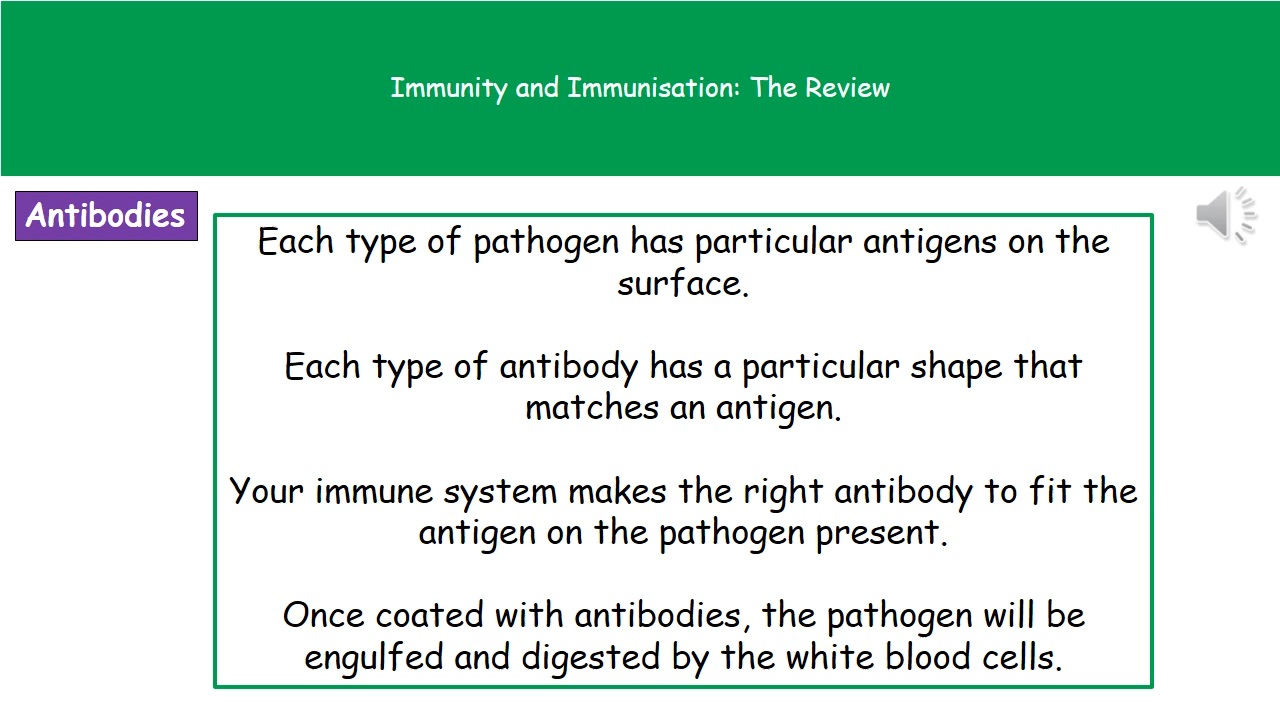 Immunity and Immunisation: The Review
Antibodies
Each type of pathogen has particular antigens on the
surface.
Each type of antibody has a particular shape that
matches an antigen.
Your immune system makes the right antibody to fit the
antigen on the pathogen present.
Once coated with antibodies, the pathogen will be
engulfed and digested by the white blood cells.